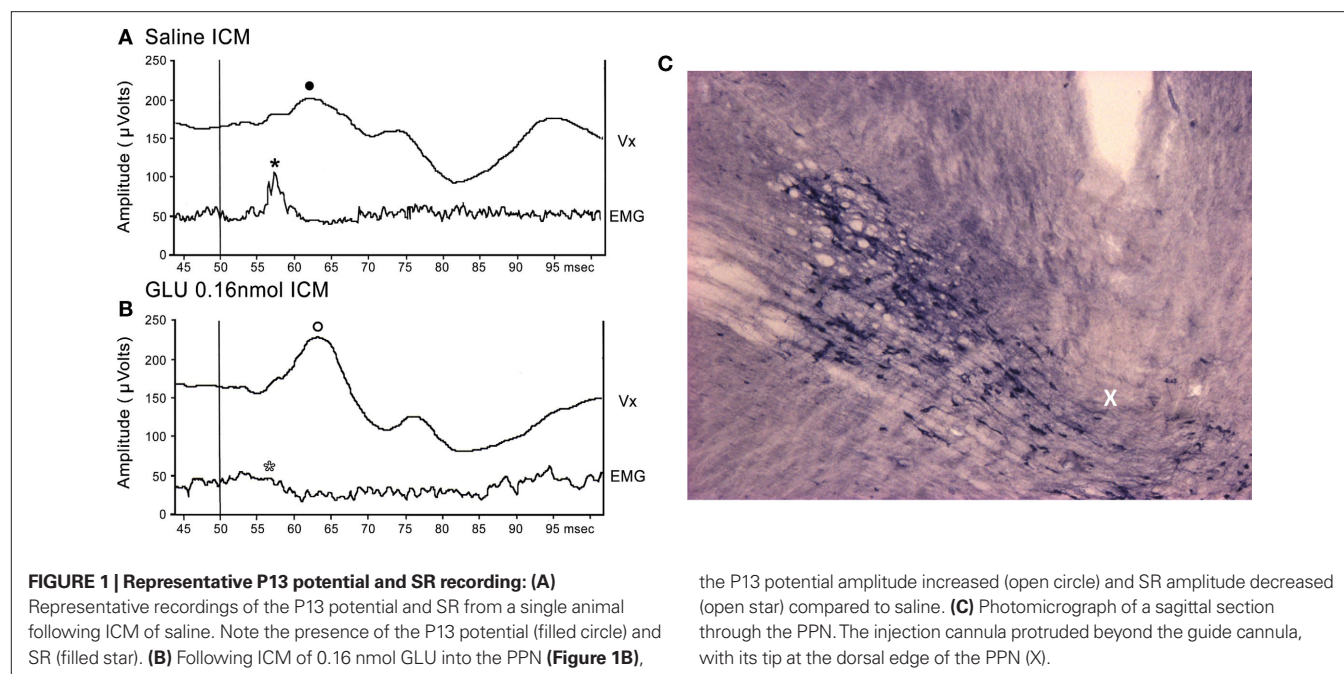 A Saline ICM
250
200
150
100
50
0
Amplitude ( µVolts)
●
*
Vx
EMG
45 50 55 60 65 70 75 80 85 90 95 msec
GLU 0.16nmol ICM
B
250
200
150
100
50
0
Amplitude ( µVolts)
Vx
EMG
45 50 55 60 65 70 75 80 85 90 95 msec
C
X
FIGURE 1 | Representative P13 potential and SR recording: (A)
Representative recordings of the P13 potential and SR from a single animal
following ICM of saline. Note the presence of the P13 potential (filled circle) and
SR (filled star). (B) Following ICM of 0.16 nmol GLU into the PPN (Figure 1B),
the P13 potential amplitude increased (open circle) and SR amplitude decreased
(open star) compared to saline. (C) Photomicrograph of a sagittal section
through the PPN. The injection cannula protruded beyond the guide cannula,
with its tip at the dorsal edge of the PPN (X).